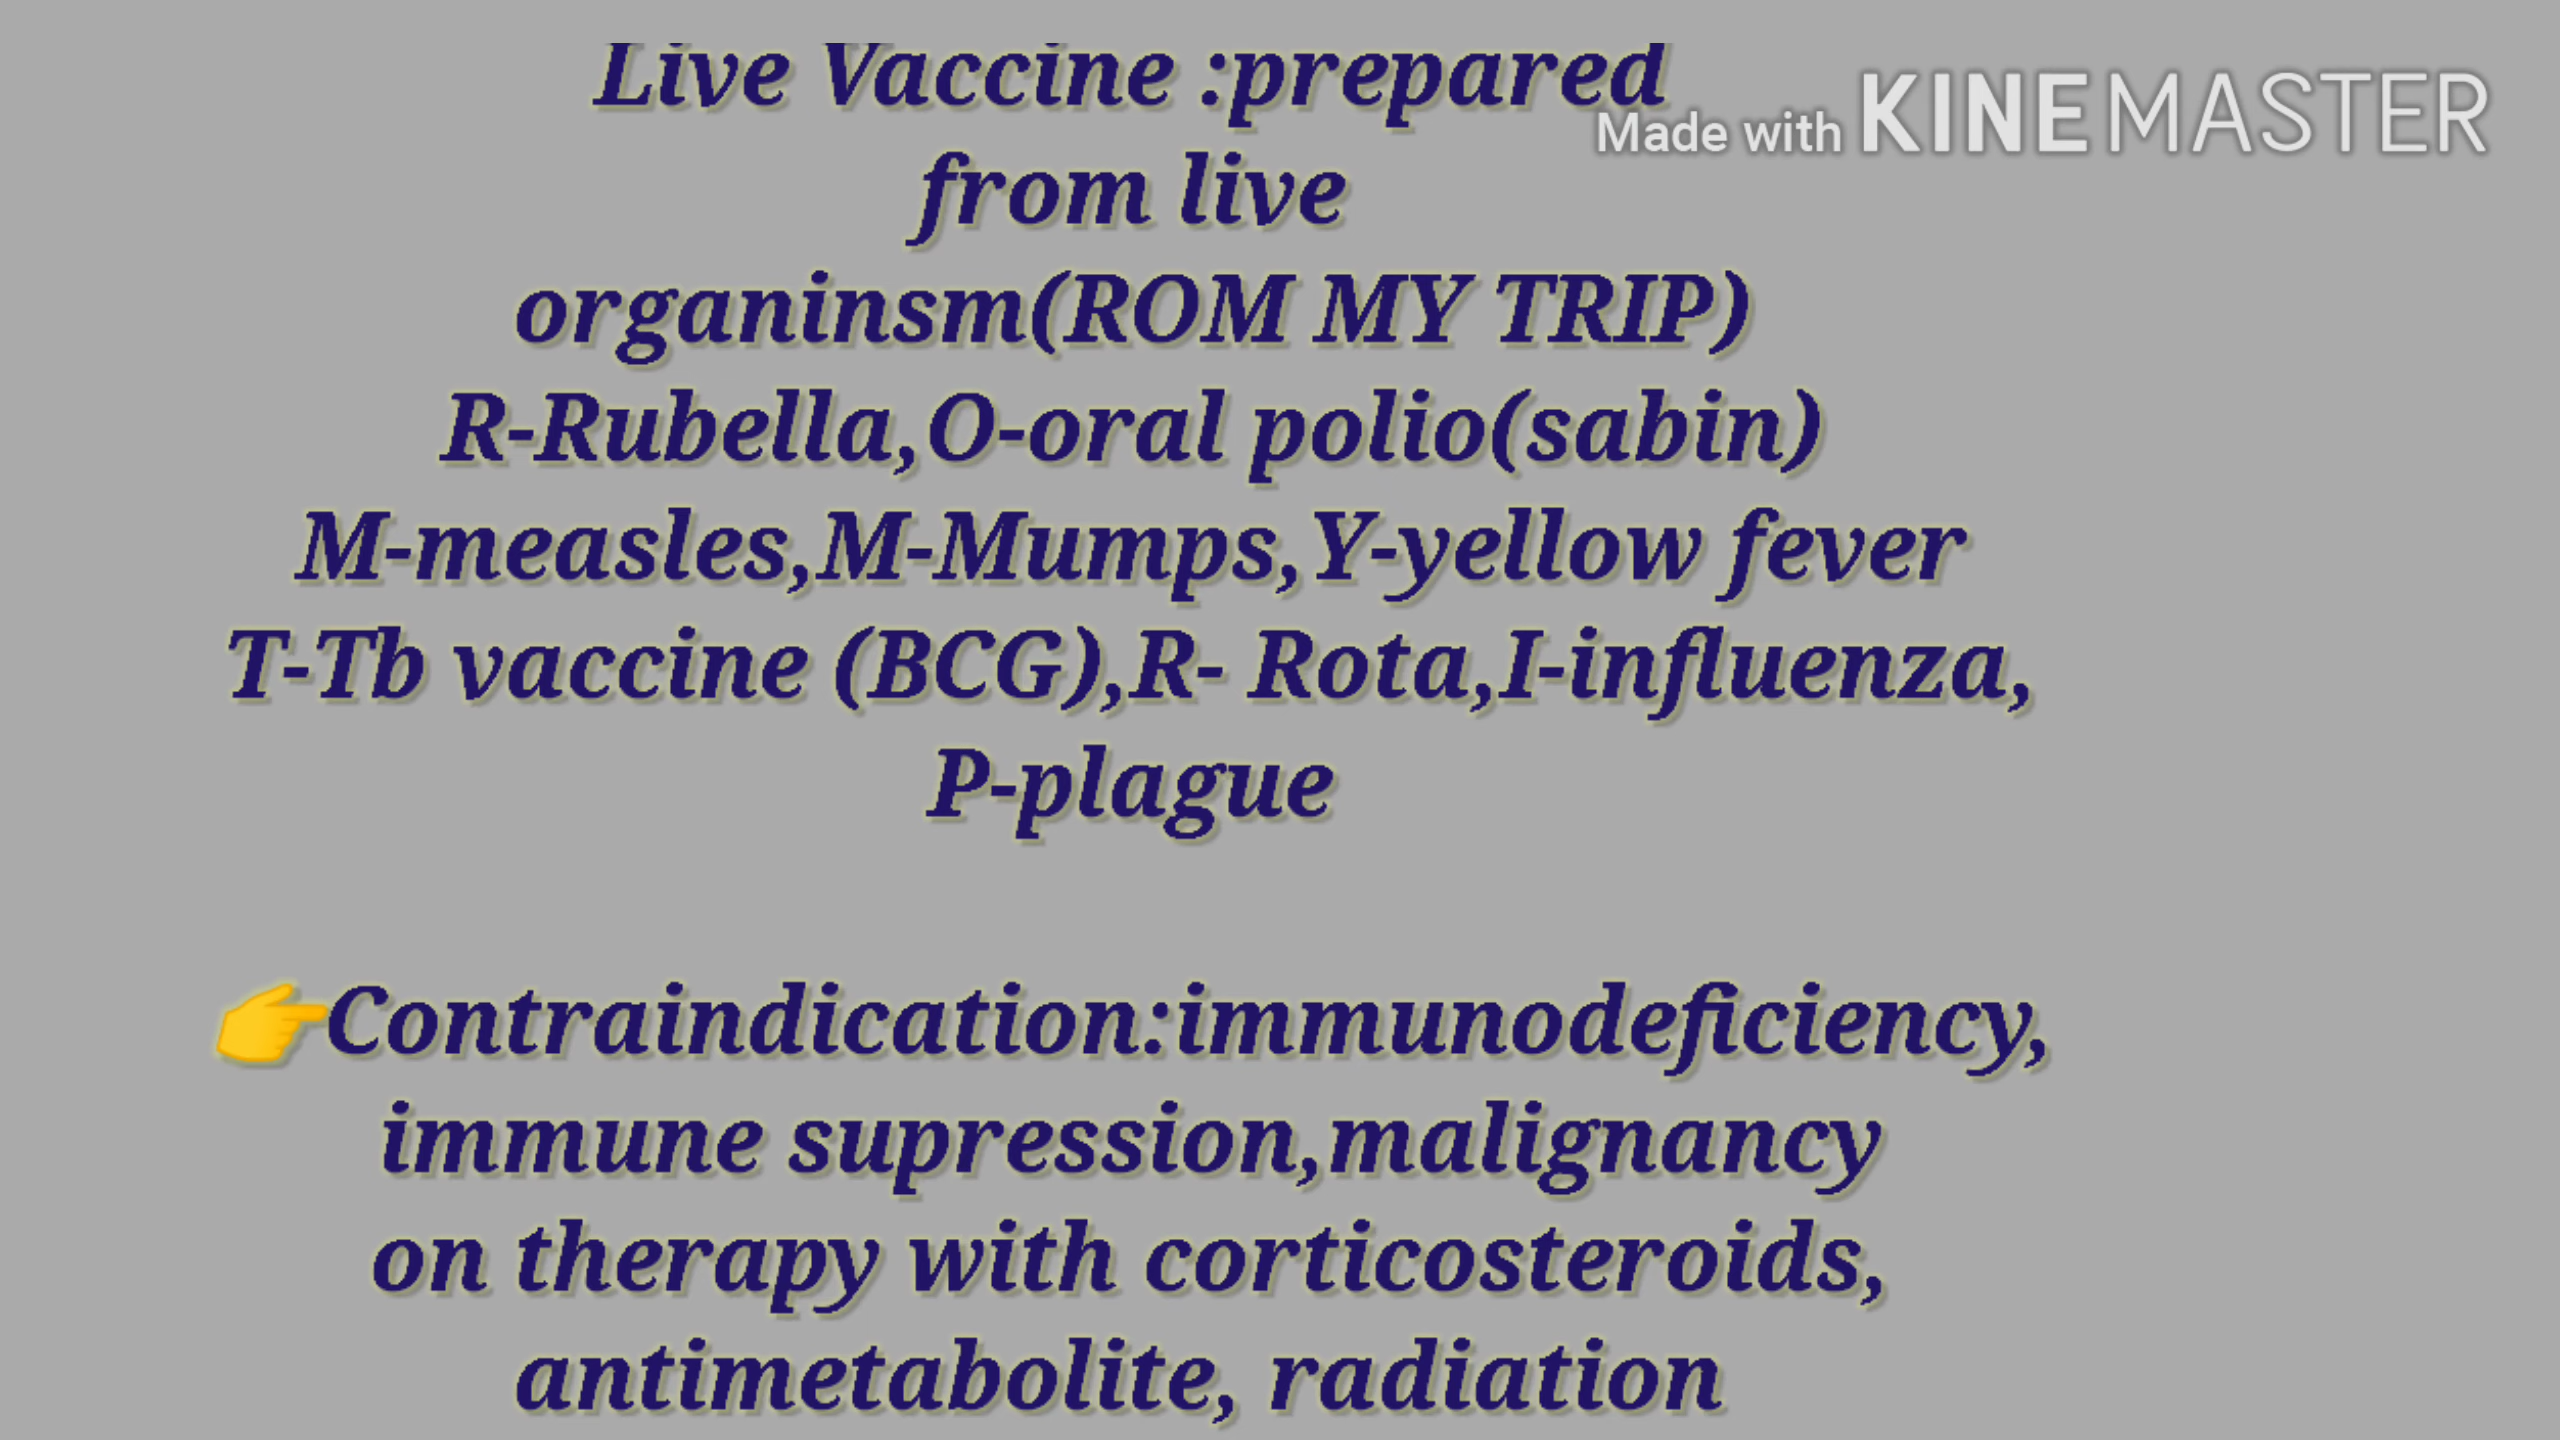 Live Vaccine :prepared
Made with KINEMASTER
from live
organinsm(ROM MY TRIP)
R-Rubella,O-oral polio(sabin)
M-measles,M-Mumps,Y-yellow fever
T-Tb vaccine (BCG),R- Rota,I-influenza,
P-plague
👉Contraindication:immunodeficiency,
immune supression,malignancy
on therapy with corticosteroids,
antimetabolite, radiation